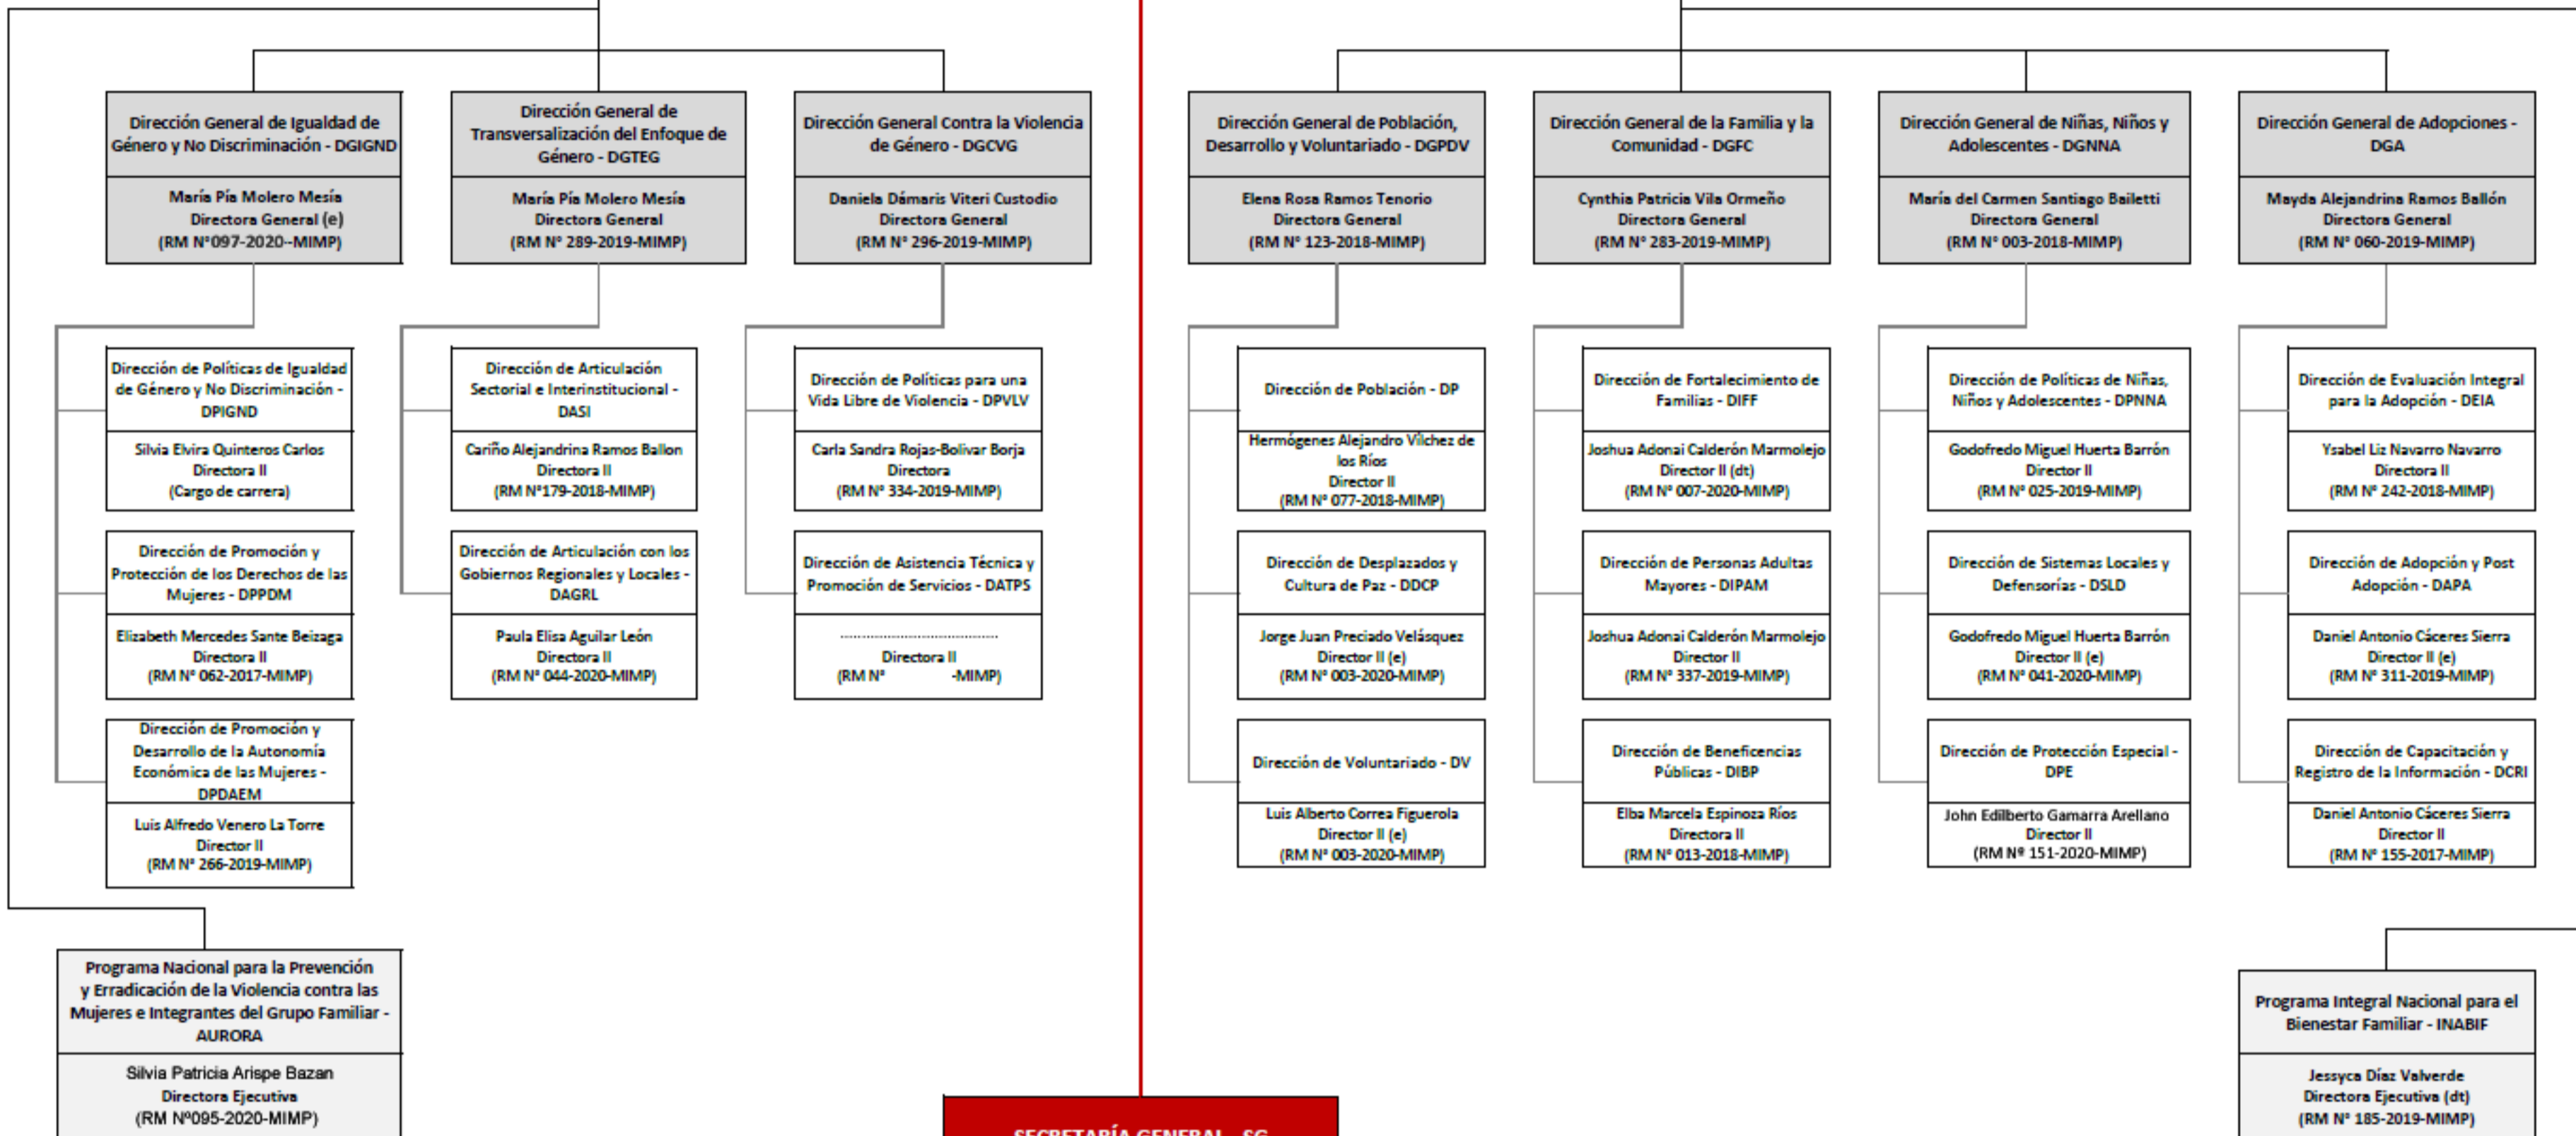 Dirección General de Igualdad de
Género y No Discriminación - DGIGND
María Pía Molero Mesía
Directora General (e)
(RM N°097-2020--MIMP)
Dirección General de
Transversalización del Enfoque de
Género - DGTEG
María Pía Molero Mesía
Directora General
(RM N° 289-2019-MIMP)
Dirección General Contra la Violencia
de Género - DGCVG
Daniela Dámaris Viteri Custodio
Directora General
(RM N° 296-2019-MIMP)
Dirección General de Población,
Desarrollo y Voluntariado - DGPDV
Elena Rosa Ramos Tenorio
Directora General
(RM N° 123-2018-MIMP)
Dirección General de la Familia y la
Comunidad - DGFC
Cynthia Patricia Vila Ormeño
Directora General
(RM N° 283-2019-MIMP)
Dirección General de Niñas, Niños y
Adolescentes - DGNNA
María del Carmen Santiago Bailetti
Directora General
(RM N° 003-2018-MIMP)
Dirección General de Adopciones -
DGA
Mayda Alejandrina Ramos Ballón
Directora General
(RM N° 060-2019-MIMP)
Dirección de Políticas de Igualdad
de Género y No Discriminación -
DPIGND
Silvia Elvira Quinteros Carlos
Directora II
(Cargo de carrera)
Dirección de Promoción y
Protección de los Derechos de las
Mujeres - DPPDM
Elizabeth Mercedes Sante Beizaga
Directora II
(RM N° 062-2017-MIMP)
Dirección de Promoción y
Desarrollo de la Autonomía
Económica de las Mujeres -
DPDAEM
Luis Alfredo Venero La Torre
Director II
(RM N° 266-2019-MIMP)
Dirección de Articulación
Sectorial e Interinstitucional -
DASI
Cariño Alejandrina Ramos Ballon
Directora II
(RM N°179-2018-MIMP)
Dirección de Articulación con los
Gobiernos Regionales y Locales -
DAGRL
Paula Elisa Aguilar León
Directora II
(RM N° 044-2020-MIMP)
Dirección de Políticas para una
Vida Libre de Violencia - DPVLV
Carla Sandra Rojas-Bolivar Borja
Directora
(RM N° 334-2019-MIMP)
Dirección de Asistencia Técnica y
Promoción de Servicios - DATPS
........................................
Directora II
(RM N° -MIMP)
Dirección de Población - DP
Hermógenes Alejandro Vílchez de
los Ríos
Director II
(RM N° 077-2018-MIMP)
Dirección de Desplazados y
Cultura de Paz - DDCP
Jorge Juan Preciado Velásquez
Director II (e)
(RM N° 003-2020-MIMP)
Dirección de Voluntariado - DV
Luis Alberto Correa Figuerola
Director II (e)
(RM N° 003-2020-MIMP)
Dirección de Fortalecimiento de
Familias - DIFF
Joshua Adonai Calderón Marmolejo
Director II (dt)
(RM N° 007-2020-MIMP)
Dirección de Personas Adultas
Mayores - DIPAM
Joshua Adonai Calderón Marmolejo
Director II
(RM N° 337-2019-MIMP)
Dirección de Beneficencias
Públicas - DIBP
Elba Marcela Espinoza Ríos
Directora II
(RM N° 013-2018-MIMP)
Dirección de Políticas de Niñas,
Niños y Adolescentes - DPNNA
Godofredo Miguel Huerta Barrón
Director II
(RM N° 025-2019-MIMP)
Dirección de Sistemas Locales y
Defensorías - DSLD
Godofredo Miguel Huerta Barrón
Director II (e)
(RM N° 041-2020-MIMP)
Dirección de Protección Especial -
DPE
John Edilberto Gamarra Arellano
Director II
(RM Nº 151-2020-MIMP)
Dirección de Evaluación Integral
para la Adopción - DEIA
Ysabel Liz Navarro Navarro
Directora II
(RM N° 242-2018-MIMP)
Dirección de Adopción y Post
Adopción - DAPA
Daniel Antonio Cáceres Sierra
Director II (e)
(RM N° 311-2019-MIMP)
Dirección de Capacitación y
Registro de la Información - DCRI
Daniel Antonio Cáceres Sierra
Director II
(RM N° 155-2017-MIMP)
Programa Nacional para la Prevención
y Erradicación de la Violencia contra las
Mujeres e Integrantes del Grupo Familiar -
AURORA
Silvia Patricia Arispe Bazan
Directora Ejecutiva
(RM Nº095-2020-MIMP)
Programa Integral Nacional para el
Bienestar Familiar - INABIF
Jessyca Díaz Valverde
Directora Ejecutiva (dt)
(RM N° 185-2019-MIMP)
SECRETARÍA GENERAL - SG